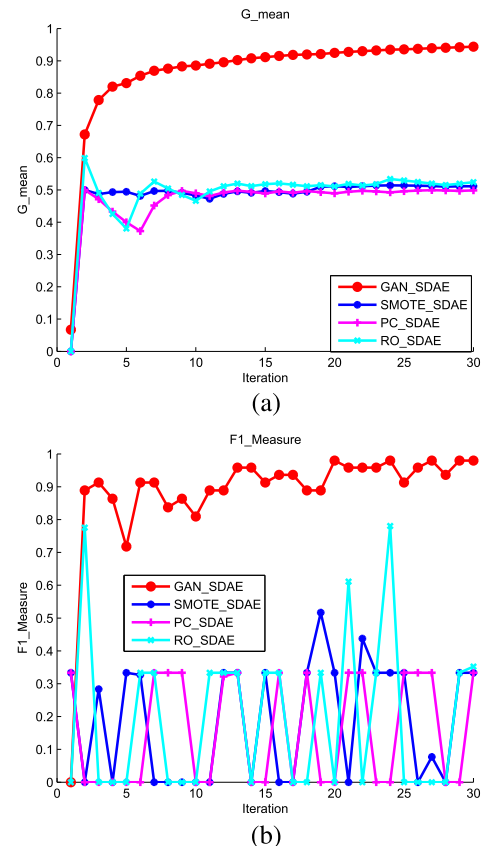 G_mean
1
0.9
0.8
0.7
0.6
0.5
0.4
0.3
0.2
0.1
0
G_mean
GAN_SDAE
SMOTE_SDAE
PC_SDAE
RO_SDAE
0 5 10 15 20 25 30
Iteration
(a)
F1_Measure
1
0.9
0.8
0.7
0.6
0.5
0.4
0.3
0.2
0.1
0
F1_Measure
GAN_SDAE
SMOTE_SDAE
PC_SDAE
RO_SDAE
0 5 10 15 20 25 30
Iteration
(b)